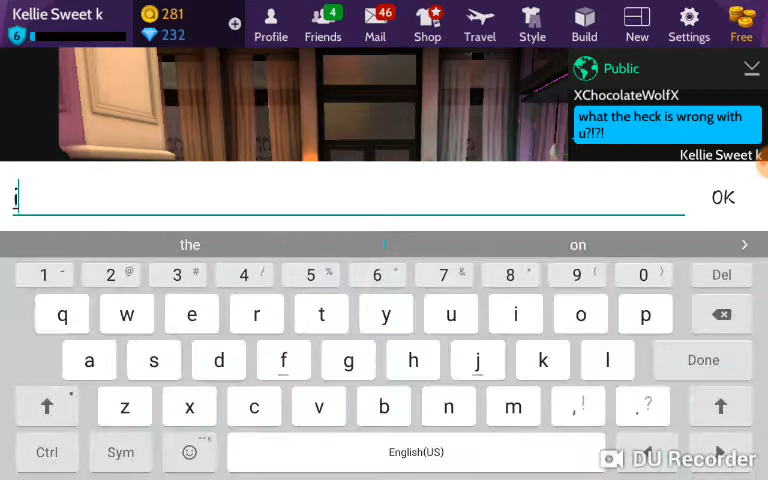 Kellie Sweet k
6
281
232
Profile
4
Friends
46
Mail
Shop
Travel
Style
Build
New
Settings
Free
Public
XChocolateWolfX
what the heck is wrong with
u?!?!
Kellie Sweet k
i
OK
the I on >
1 - 2 @ 3 # 4 / 5 % 6 ^ 7 & 8 * 9 ( 0 ) Del
q w e r t y u i o p
a s d f g h j k l Done
z x c v b n m , ! . ?
Ctrl Sym English(US)
DU Recorder